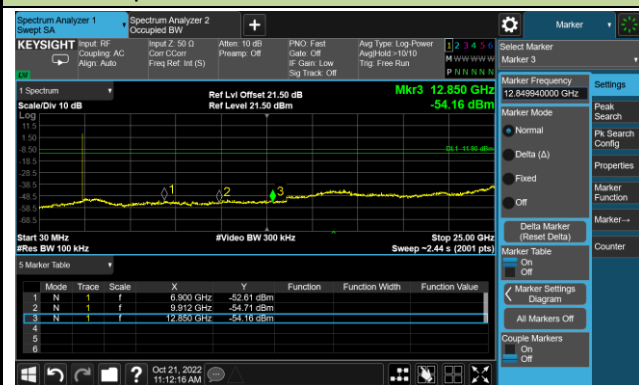 Spectrum Analyzer 1
Swept SA
Spectrum Analyzer 2
Occupied BW
+
Marker
KEYSIGHT
Input: RF
Coupling: AC
Align: Auto
Input Z: 50 Ω
Corr CCorr
Freq Ref: Int (S)
Atten: 10 dB
Preamp: Off
PNO: Fast
Gate: Off
IF Gain: Low
Sig Track: Off
Avg Type: Log-Power
Avg|Hold:>10/10
Trig: Free Run
1 2 3 4 5 6
M W W W W W
P N N N N N
LXI
Select Marker
Marker 3
1 Spectrum
Scale/Div 10 dB
Ref Lvl Offset 21.50 dB
Ref Level 21.50 dBm
Mkr3 12.850 GHz
-54.16 dBm
Log
11.5
1.50
-8.50
-18.5
-28.5
-38.5
-48.5
-58.5
-68.5
DL1 -11.90 dBm
1
2
3
Start 30 MHz
#Res BW 100 kHz
#Video BW 300 kHz
Stop 25.00 GHz
Sweep ~2.44 s (2001 pts)
5 Marker Table
Mode Trace Scale X Y Function Function Width Function Value
1 N 1 f 6.900 GHz -52.61 dBm
2 N 1 f 9.912 GHz -54.71 dBm
3 N 1 f 12.850 GHz -54.16 dBm
4
5
6
Marker Frequency
12.849940000 GHz
Marker Mode
Normal
Delta (Δ)
Fixed
Off
Delta Marker
(Reset Delta)
Marker Table
On
Off
Marker Settings
Diagram
All Markers Off
Couple Markers
On
Off
Settings
Peak
Search
Pk Search
Config
Properties
Marker
Function
Marker→
Counter
?
Oct 21, 2022
11:12:16 AM